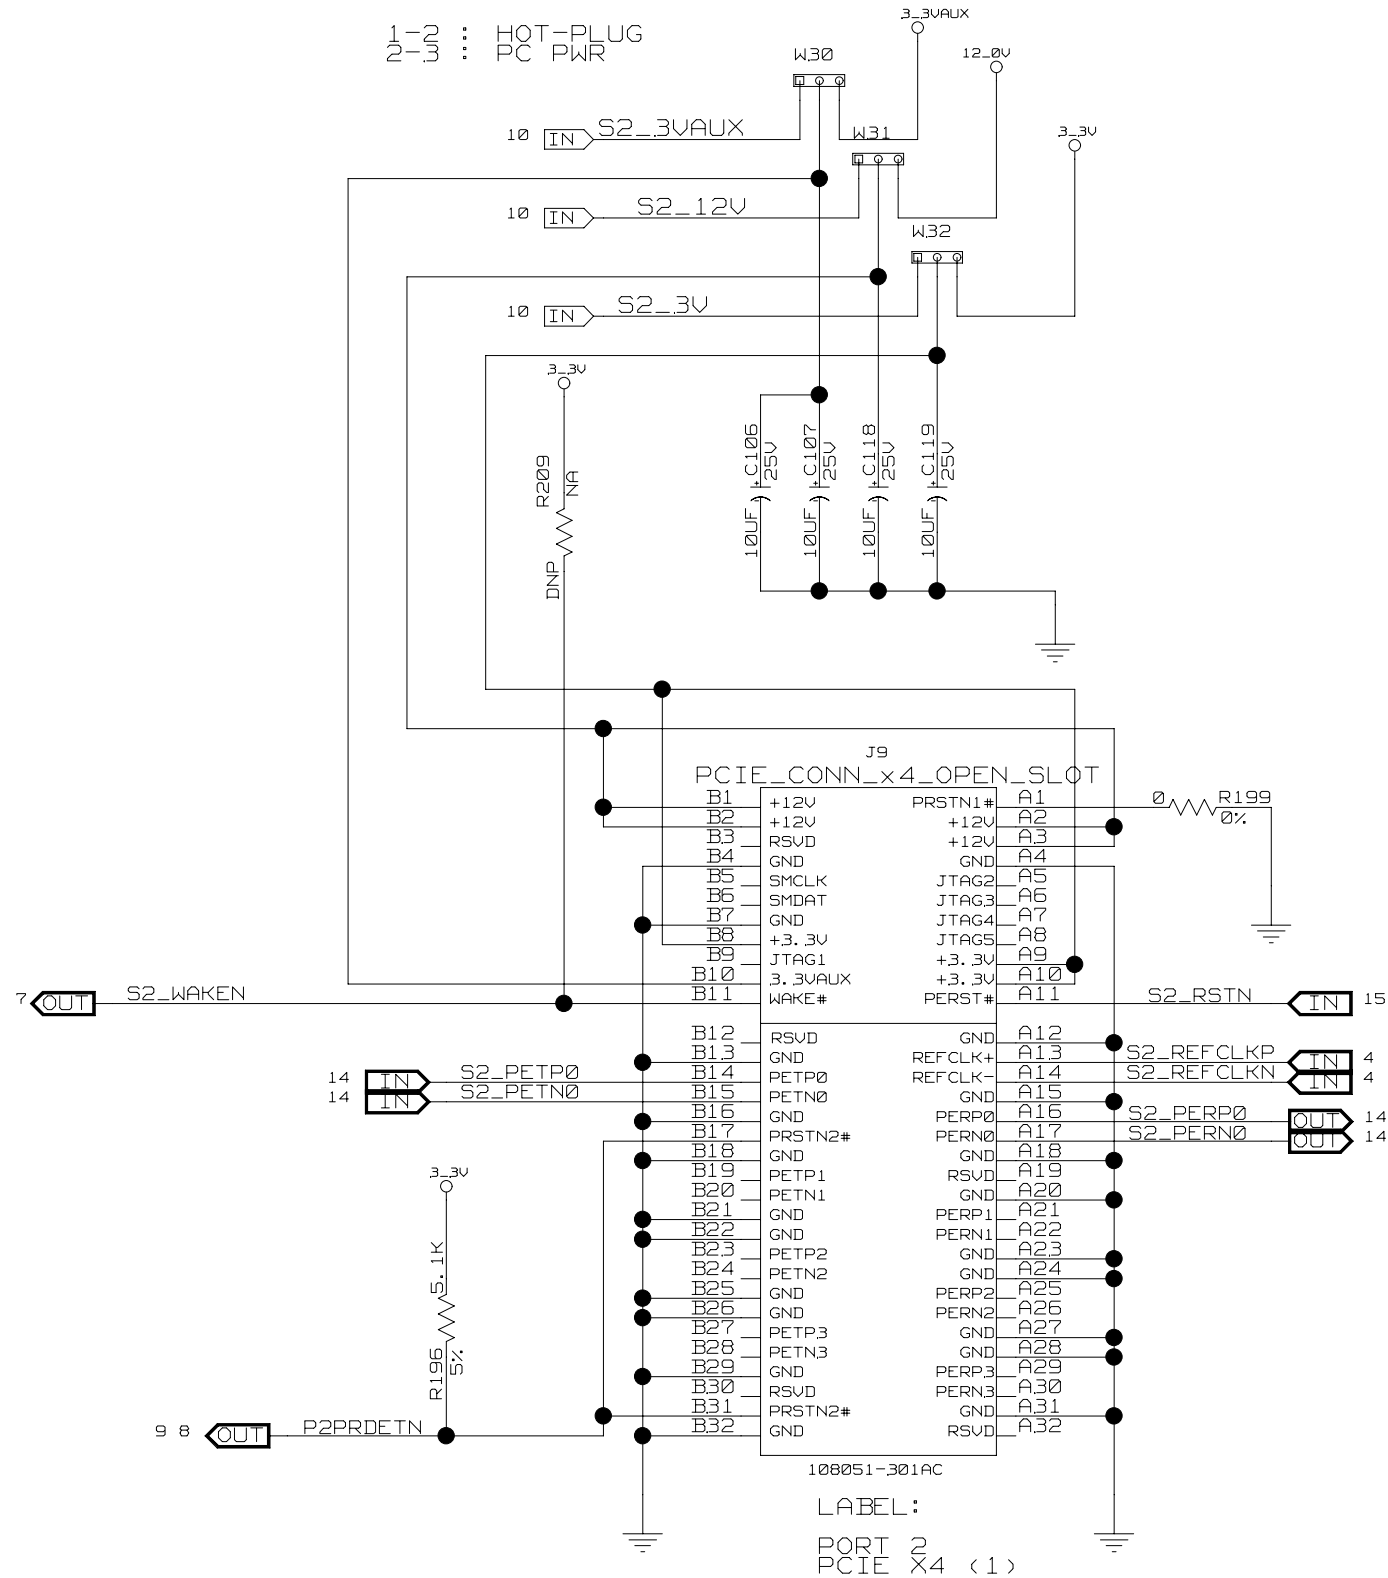 1-2 : HOT-PLUG
2-3 : PC PWR
3_3VAUX
W30
12_0V
10 IN S2_3VAUX
W31
3_3V
10 IN S2_12V
W32
10 IN S2_3V
3_3V
R209
NA
DNP
C106
25V
10UF
+
C107
25V
10UF
+
C118
25V
10UF
+
C119
25V
10UF
+
J9
PCIE_CONN_x4_OPEN_SLOT
B1 +12V PRSTN1# A1
0 R199
0%
B2 +12V +12V A2
B3 RSVD +12V A3
B4 GND GND A4
B5 SMCLK JTAG2 A5
B6 SMDAT JTAG3 A6
B7 GND JTAG4 A7
B8 +3.3V JTAG5 A8
B9 JTAG1 +3.3V A9
B10 3.3VAUX +3.3V A10
7 OUT S2_WAKEN B11 WAKE# PERST# A11 S2_RSTN IN 15
B12 RSVD GND A12
B13 GND REFCLK+ A13 S2_REFCLKP IN 4
14 IN S2_PETP0 B14 PETP0 REFCLK- A14 S2_REFCLKN IN 4
14 IN S2_PETN0 B15 PETN0 GND A15
B16 GND PERP0 A16 S2_PERP0 OUT 14
B17 PRSTN2# PERN0 A17 S2_PERN0 OUT 14
B18 GND GND A18
B19 PETP1 RSVD A19
B20 PETN1 GND A20
B21 GND PERP1 A21
B22 GND PERN1 A22
B23 PETP2 GND A23
B24 PETN2 GND A24
B25 GND PERP2 A25
B26 GND PERN2 A26
B27 PETP3 GND A27
B28 PETN3 GND A28
B29 GND PERP3 A29
B30 RSVD PERN3 A30
B31 PRSTN2# GND A31
B32 GND RSVD A32
3_3V
5.1K
R196
5%
9 8 OUT P2PRDETN
108051-301AC
LABEL:
PORT 2
PCIE X4 (1)